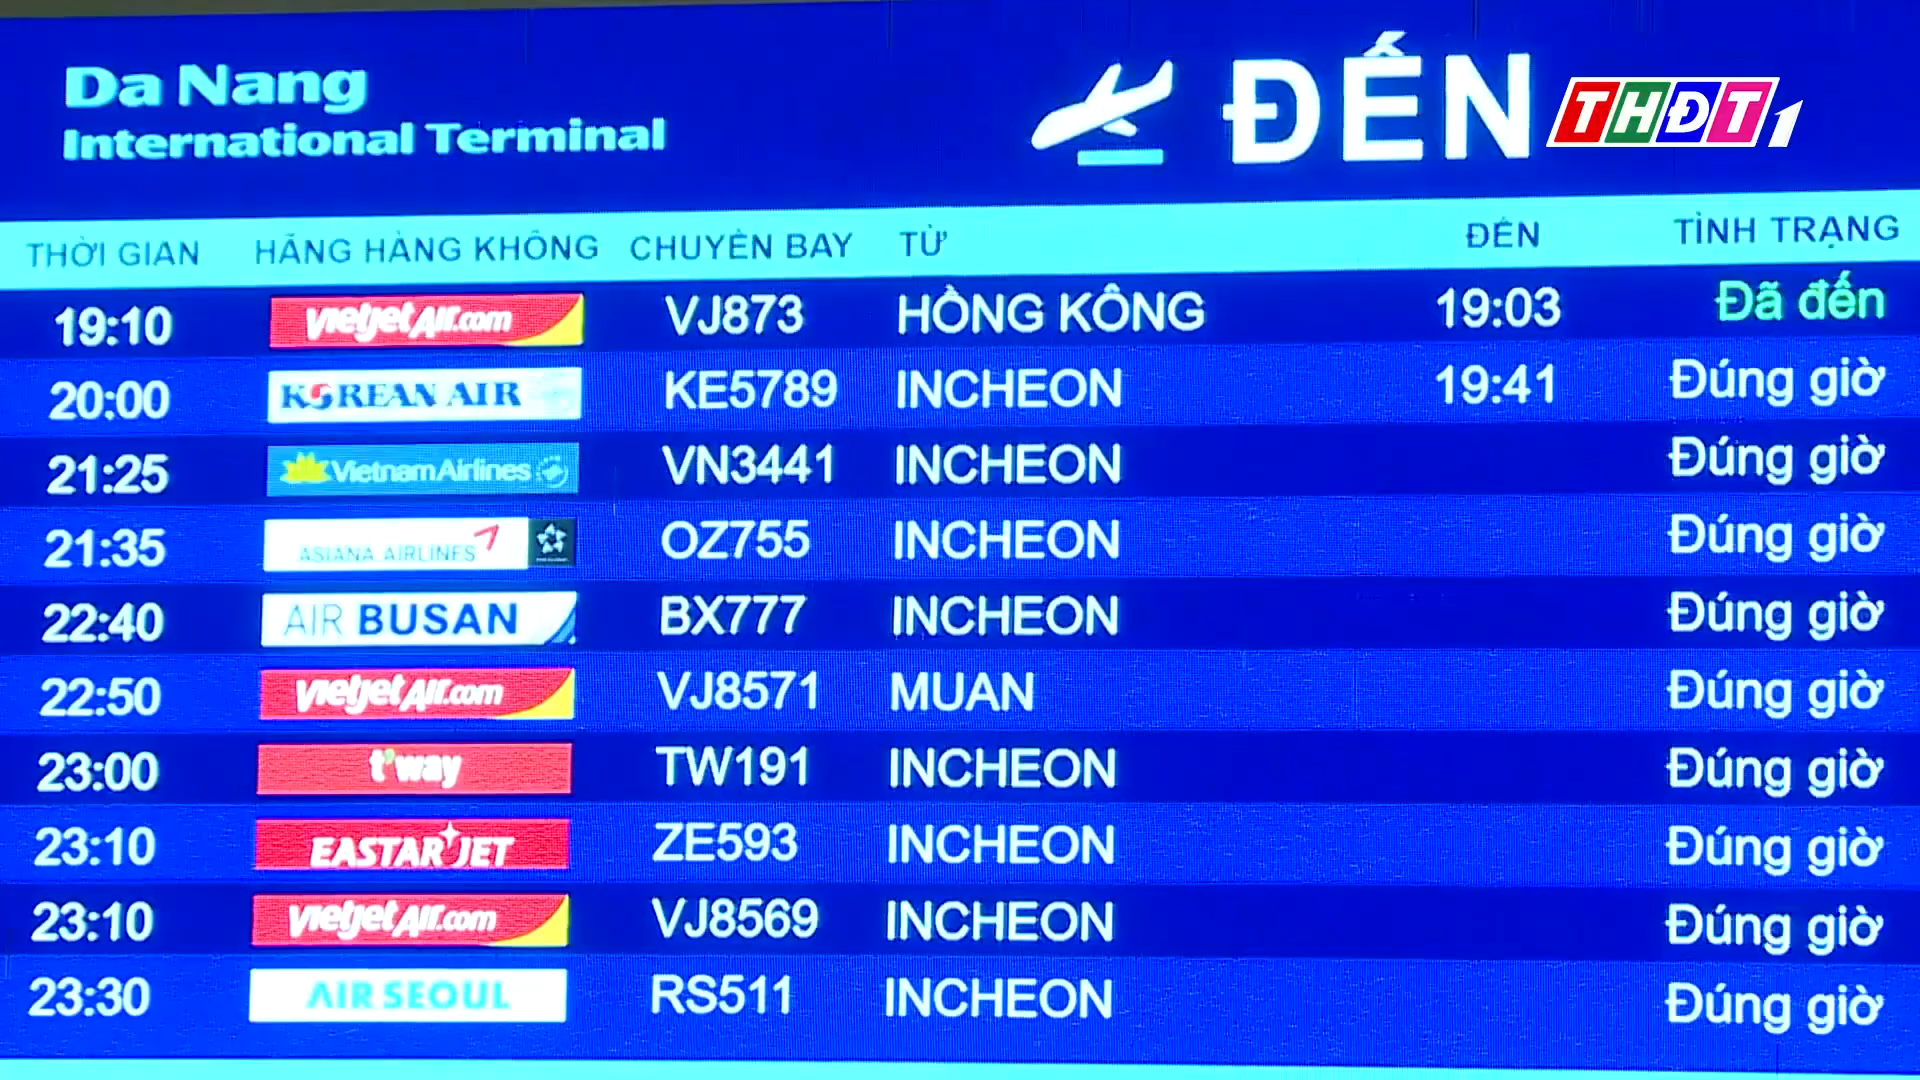 Da Nang
International Terminal
ĐẾN
THĐT1
THỜI GIAN HÃNG HÀNG KHÔNG CHUYẾN BAY TỪ ĐẾN TÌNH TRẠNG
19:10 vietjetAir.com VJ873 HỒNG KÔNG 19:03 Đã đến
20:00 KOREAN AIR KE5789 INCHEON 19:41 Đúng giờ
21:25 Vietnam Airlines VN3441 INCHEON Đúng giờ
21:35 ASIANA AIRLINES OZ755 INCHEON Đúng giờ
22:40 AIR BUSAN BX777 INCHEON Đúng giờ
22:50 vietjetAir.com VJ8571 MUAN Đúng giờ
23:00 t'way TW191 INCHEON Đúng giờ
23:10 EASTAR JET ZE593 INCHEON Đúng giờ
23:10 vietjetAir.com VJ8569 INCHEON Đúng giờ
23:30 AIR SEOUL RS511 INCHEON Đúng giờ